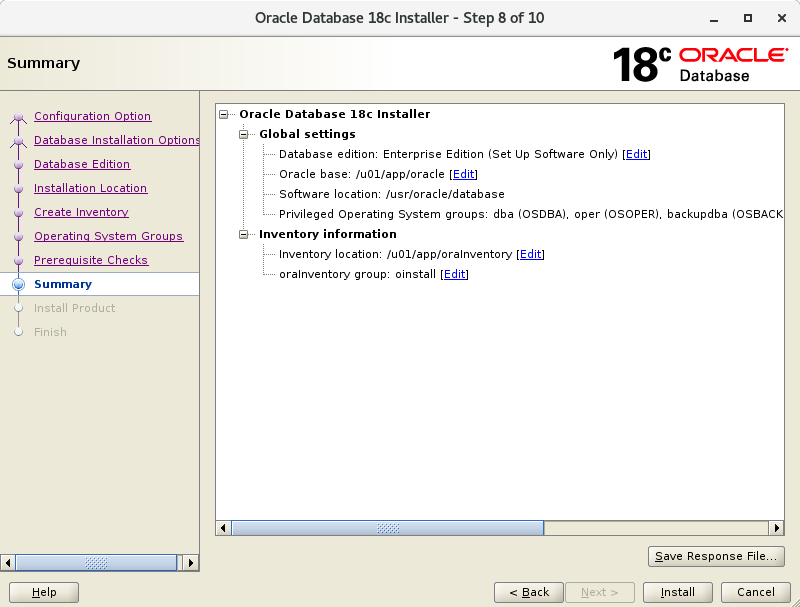 Oracle Database 18c Installer - Step 8 of 10
Summary
18c ORACLE
Database
Configuration Option
Database Installation Options
Database Edition
Installation Location
Create Inventory
Operating System Groups
Prerequisite Checks
Summary
Install Product
Finish
Oracle Database 18c Installer
Global settings
Database edition: Enterprise Edition (Set Up Software Only) [Edit]
Oracle base: /u01/app/oracle [Edit]
Software location: /usr/oracle/database
Privileged Operating System groups: dba (OSDBA), oper (OSOPER), backupdba (OSBACK
Inventory information
Inventory location: /u01/app/oraInventory [Edit]
oraInventory group: oinstall [Edit]
Save Response File...
Help
< Back
Next >
Install
Cancel